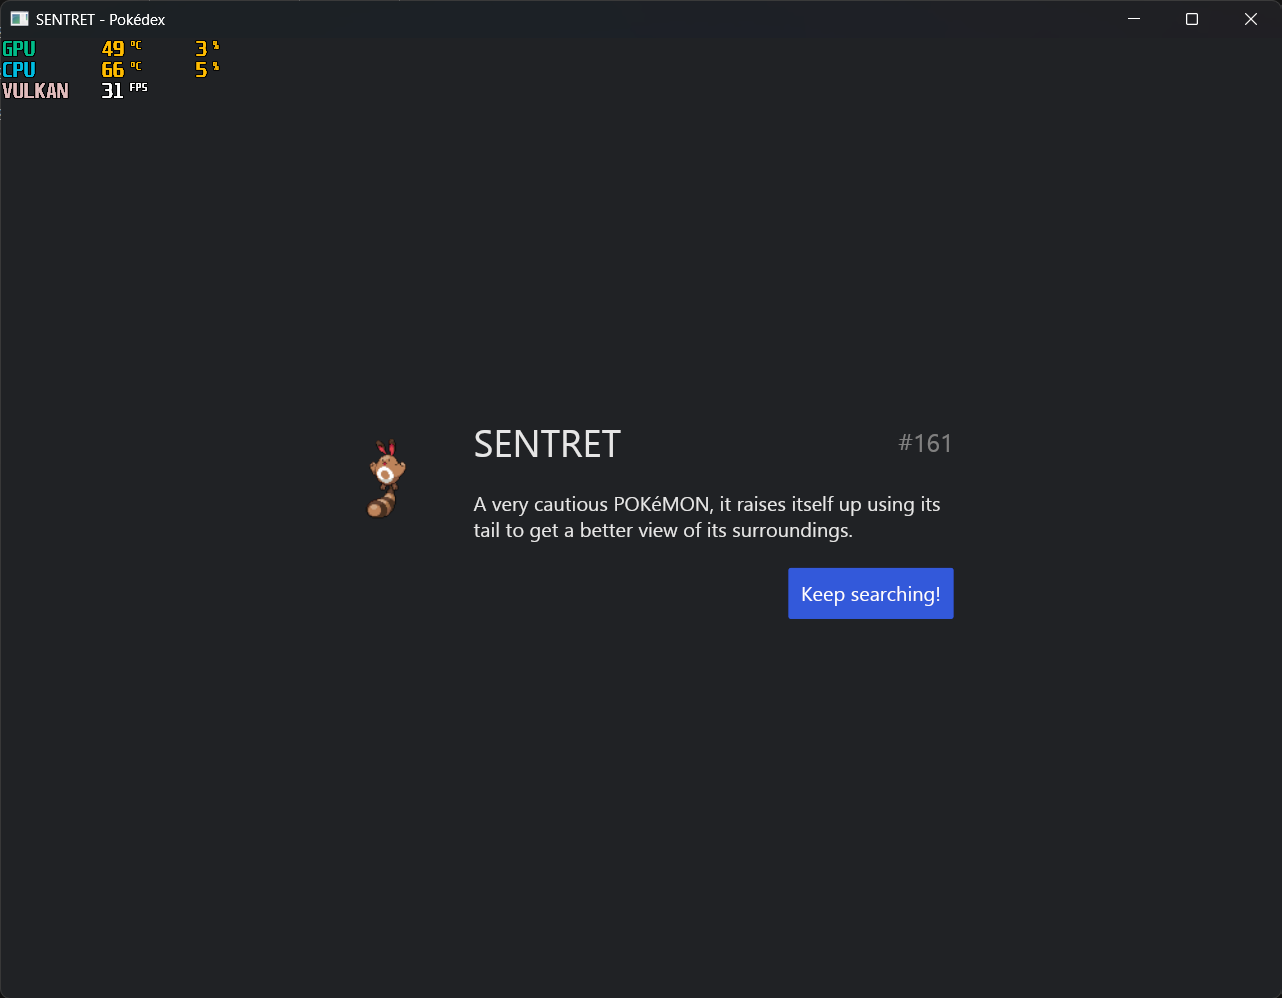 SENTRET - Pokédex
GPU 49 °C 3 %
CPU 66 °C 5 %
VULKAN 31 FPS
SENTRET #161
A very cautious POKéMON, it raises itself up using its
tail to get a better view of its surroundings.
Keep searching!